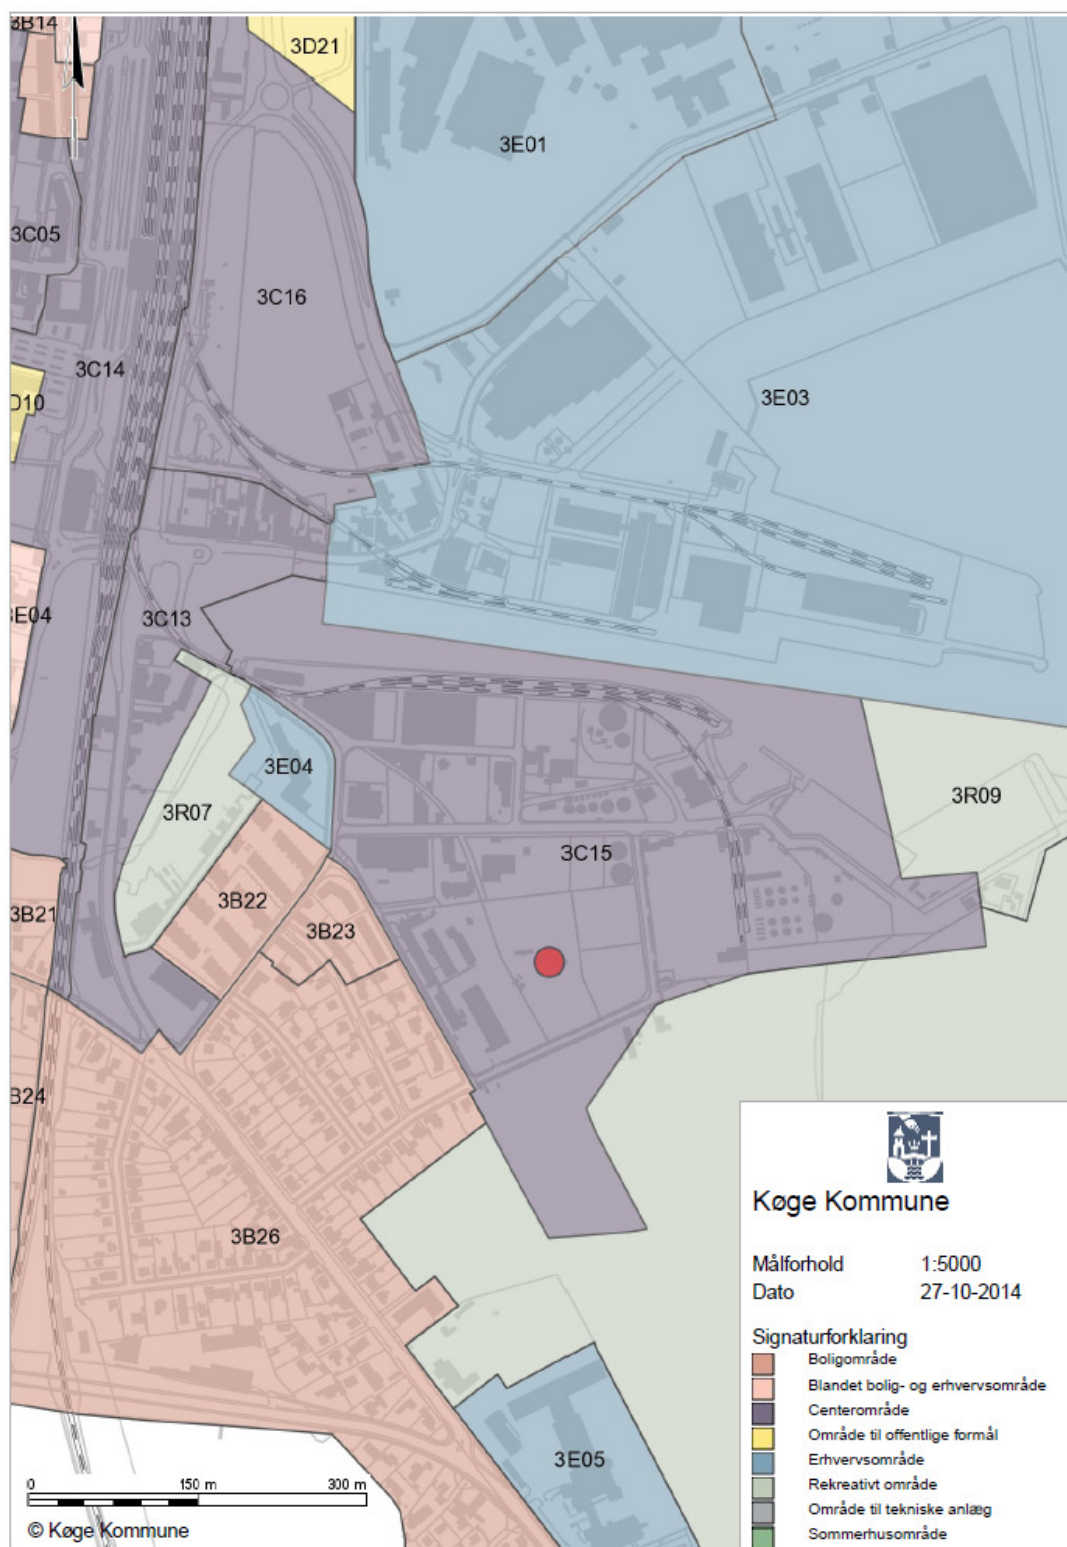 3B14
3D21
3E01
3C05
3C16
3C14
3E03
D10
3E04
3C13
3E04
3R07
3R09
3C15
3B22
3B21
3B23
B24
3B26
3E05
Køge Kommune
Målforhold 1:5000
Dato 27-10-2014
Signaturforklaring
Boligområde
Blandet bolig- og erhvervsområde
Centerområde
Område til offentlige formål
Erhvervsområde
Rekreativt område
Område til tekniske anlæg
Sommerhusområde
0 150 m 300 m
© Køge Kommune